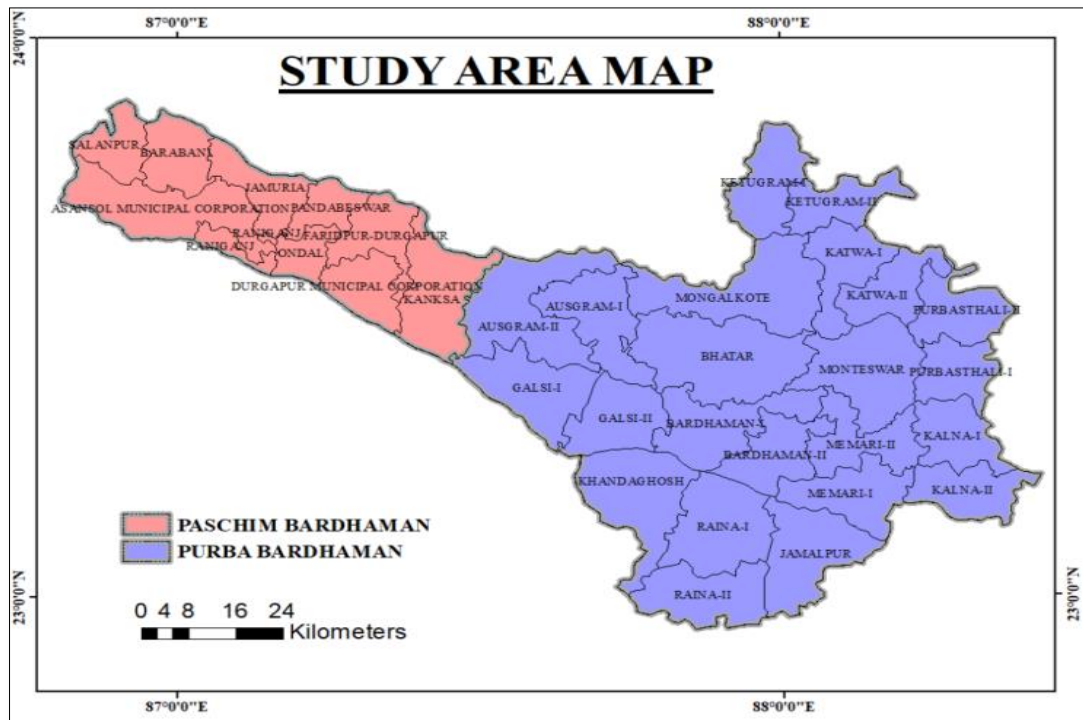 87°0'0"E 88°0'0"E
24°0'0"N 24°0'0"N
STUDY AREA MAP
SALANPUR
BARABANI
KETUGRAM-I
JAMURIA
KETUGRAM-II
ASANSOL MUNICIPAL CORPORATION
PANDABESWAR
RANIGANJ
FARIDPUR-DURGAPUR
RANIGANJ
ONDAL
KATWA-I
DURGAPUR MUNICIPAL CORPORATION
KATWA-II
KANKSA
MONGALKOTE
AUSGRAM-I
PURBASTHALI-II
AUSGRAM-II
BHATAR
MONTESWAR
PURBASTHALI-I
GALSI-I
GALSI-II
BARDHAMAN-I
KALNA-I
MEMARI-II
BARDHAMAN-II
KHANDAGHOSH
KALNA-II
MEMARI-I
PASCHIM BARDHAMAN
RAINA-I
PURBA BARDHAMAN
JAMALPUR
RAINA-II
0 4 8 16 24
Kilometers
23°0'0"N 23°0'0"N
87°0'0"E 88°0'0"E